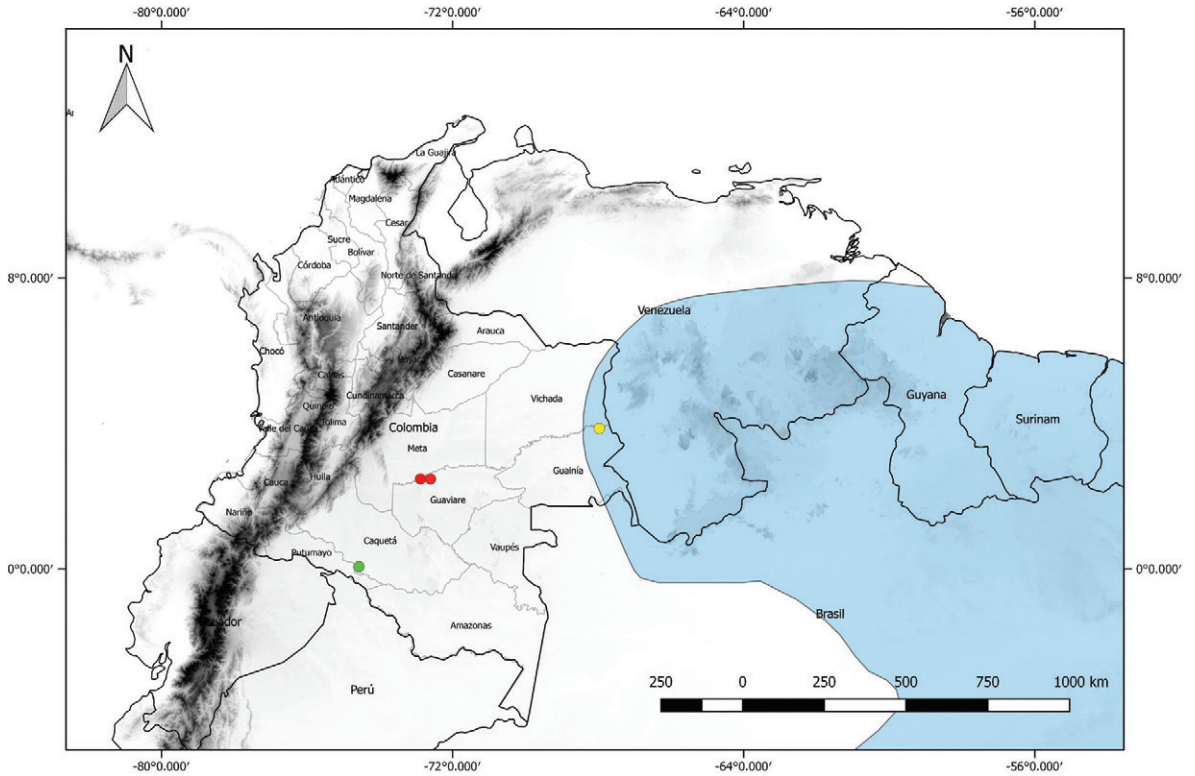 -80°0.000′ -72°0.000′ -64°0.000′ -56°0.000′
N
La Guajira
Magdalena
Cesar
Sucre
Bolívar
Córdoba
Norte de Santander
8°0.000′ 8°0.000′
Venezuela
Antioquia
Santander
Arauca
Chocó
Casanare
Caldas
Cundinamarca
Vichada
Guyana
Quindío
Surinam
Tolima
Colombia
Valle del Cauca
Meta
Guainía
Huila
Cauca
Guaviare
Nariño
Caquetá
Vaupés
Putumayo
0°0.000′ 0°0.000′
Brasil
Amazonas
Perú
250 0 250 500 750 1000 km
-80°0.000′ -72°0.000′ -64°0.000′ -56°0.000′